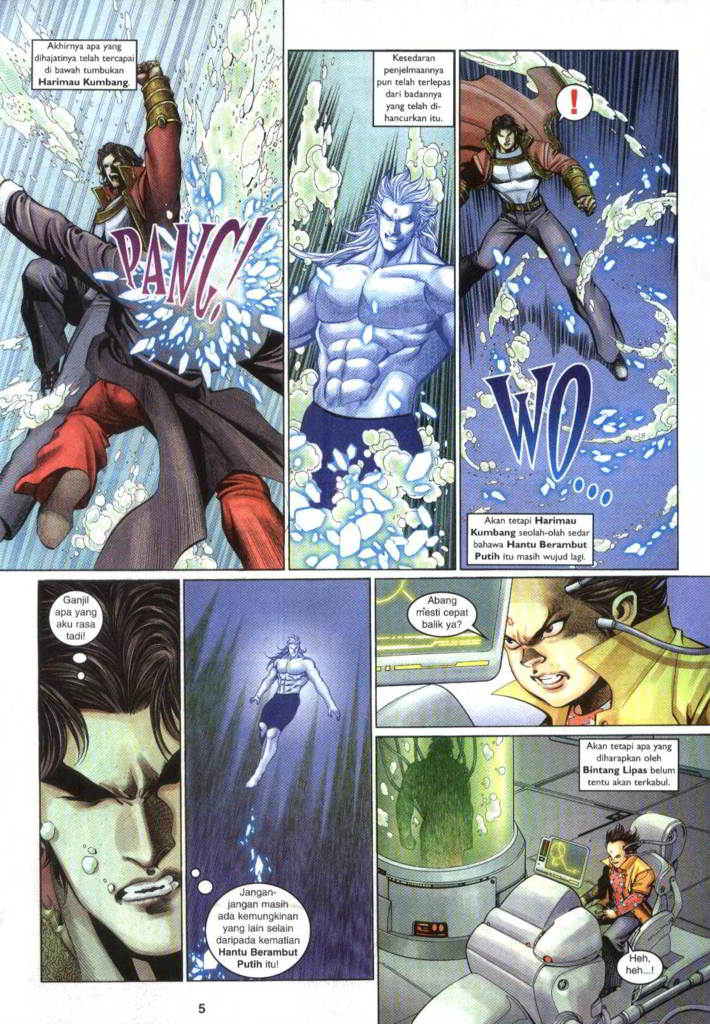 Akhirnya apa yang
dihajatinya telah tercapai
di bawah tumbukan
Harimau Kumbang.
PANG!
Kesedaran
penjelmaannya
pun telah terlepas
dari badannya
yang telah di-
hancurkan itu.
!
WO...
Akan tetapi Harimau
Kumbang seolah-olah sedar
bahawa Hantu Berambut
Putih itu masih wujud lagi.
Ganjil
apa yang
aku rasa
tadi!
Jangan-
jangan masih
ada kemungkinan
yang lain selain
daripada kematian
Hantu Berambut
Putih itu!
Abang
mesti cepat
balik ya?
Akan tetapi apa yang
diharapkan oleh
Bintang Lipas belum
tentu akan terkabul.
Heh,
heh...!
5